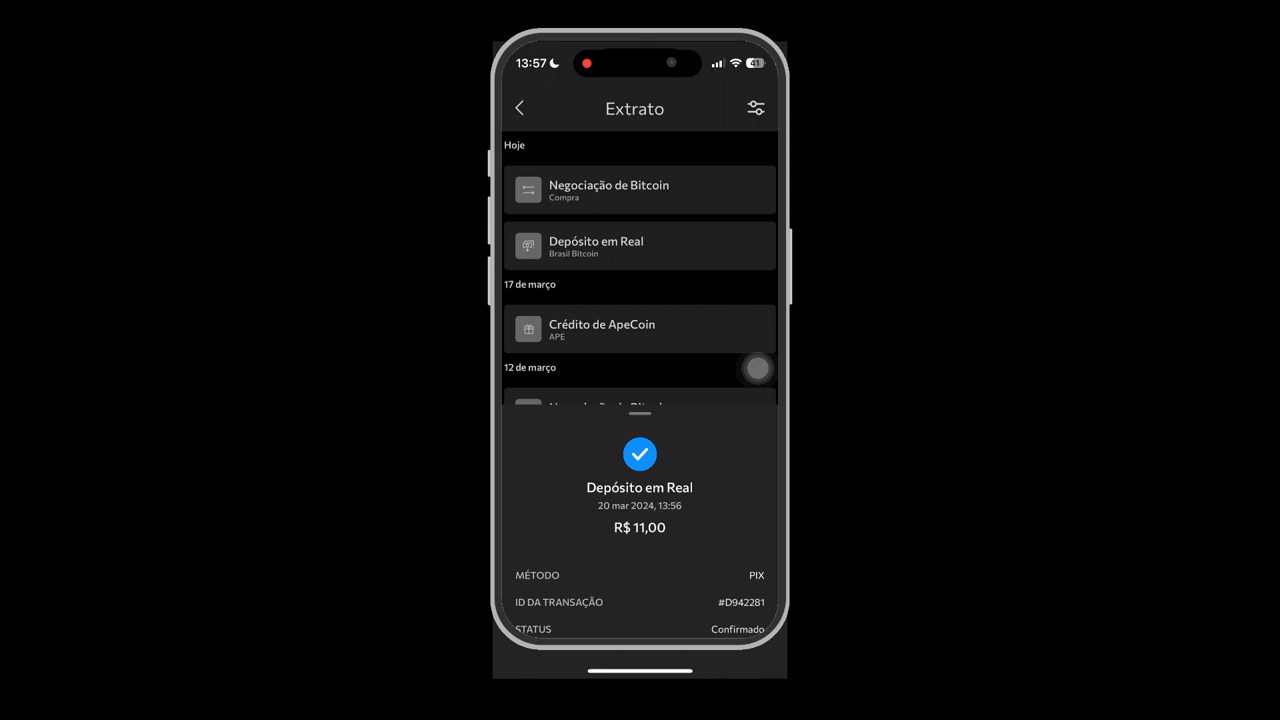 13:57
41
Extrato
Hoje
Negociação de Bitcoin
Compra
Depósito em Real
Brasil Bitcoin
17 de março
Crédito de ApeCoin
APE
12 de março
Depósito em Real
20 mar 2024, 13:56
R$ 11,00
MÉTODO PIX
ID DA TRANSAÇÃO #D942281
STATUS Confirmado